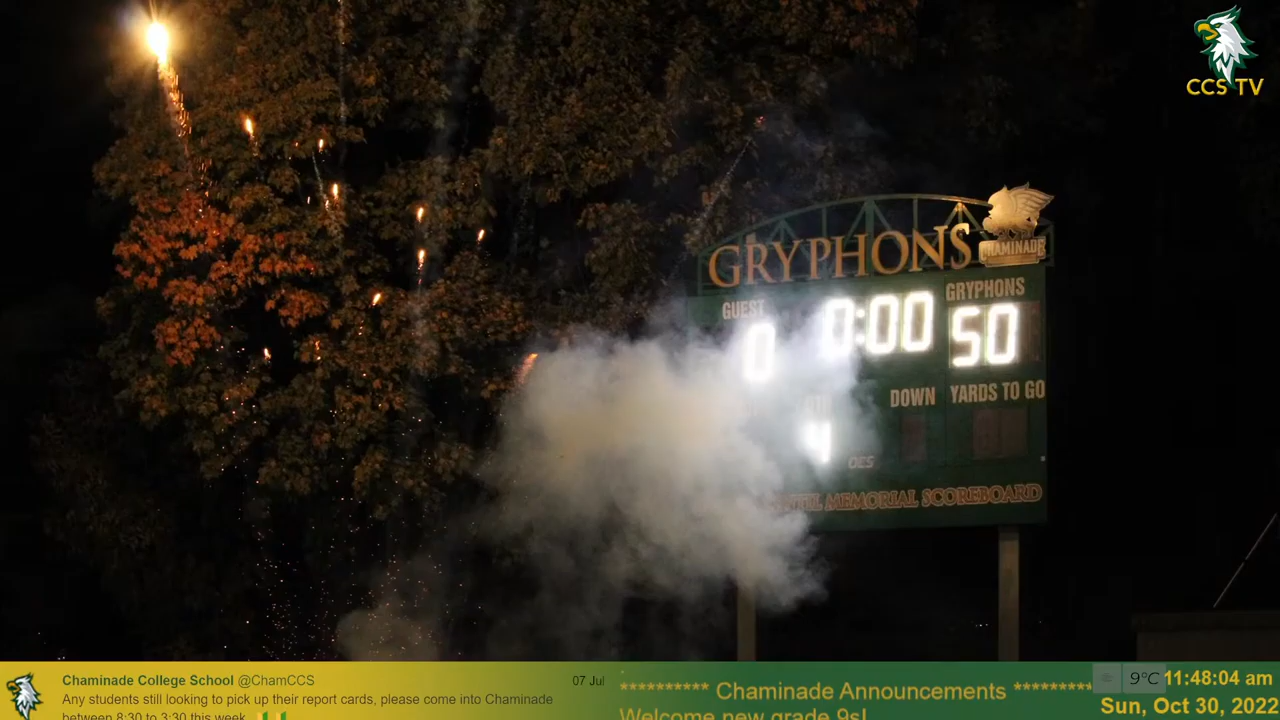 CCS TV
GRYPHONS
CHAMINADE
GUEST
GRYPHONS
0
0:00
50
DOWN
YARDS TO GO
4
MEMORIAL SCOREBOARD
Chaminade College School @ChamCCS
07 Jul
Any students still looking to pick up their report cards, please come into Chaminade
between 8:30 to 3:30 this week.
********** Chaminade Announcements *********
Welcome new grade 9s!
9°C
11:48:04 am
Sun, Oct 30, 2022